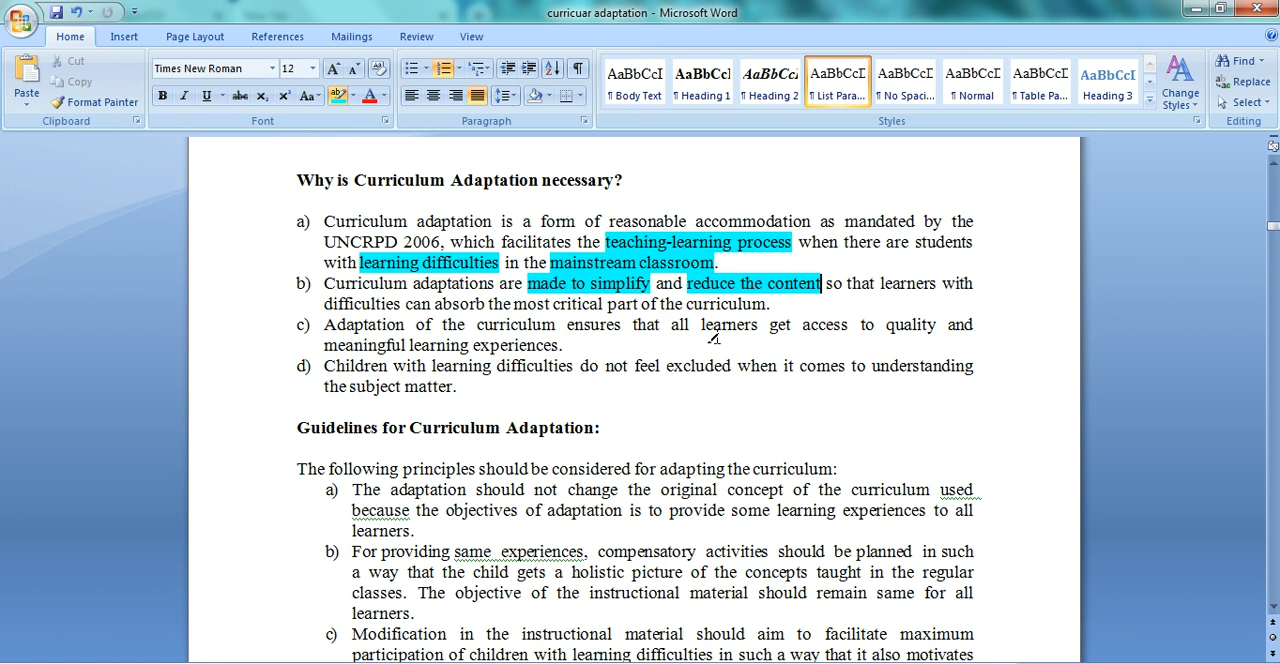 curricuar adaptation - Microsoft Word
Home Insert Page Layout References Mailings Review View
Cut
Copy
Format Painter
Paste
Clipboard
Times New Roman 12
Font
Paragraph
AaBbCcI AaBbCcl AaBbCcl AaBbCcD AaBbCcD AaBbCcD AaBbCcD AaBbCcI
¶ Body Text ¶ Heading 1 ¶ Heading 2 ¶ List Para... ¶ No Spaci... ¶ Normal ¶ Table Pa... Heading 3
Change
Styles
Styles
Find
Replace
Select
Editing
Why is Curriculum Adaptation necessary?
a) Curriculum adaptation is a form of reasonable accommodation as mandated by the
UNCRPD 2006, which facilitates the teaching-learning process when there are students
with learning difficulties in the mainstream classroom.
b) Curriculum adaptations are made to simplify and reduce the content so that learners with
difficulties can absorb the most critical part of the curriculum.
c) Adaptation of the curriculum ensures that all learners get access to quality and
meaningful learning experiences.
d) Children with learning difficulties do not feel excluded when it comes to understanding
the subject matter.
Guidelines for Curriculum Adaptation:
The following principles should be considered for adapting the curriculum:
a) The adaptation should not change the original concept of the curriculum used
because the objectives of adaptation is to provide some learning experiences to all
learners.
b) For providing same experiences, compensatory activities should be planned in such
a way that the child gets a holistic picture of the concepts taught in the regular
classes. The objective of the instructional material should remain same for all
learners.
c) Modification in the instructional material should aim to facilitate maximum
participation of children with learning difficulties in such a way that it also motivates